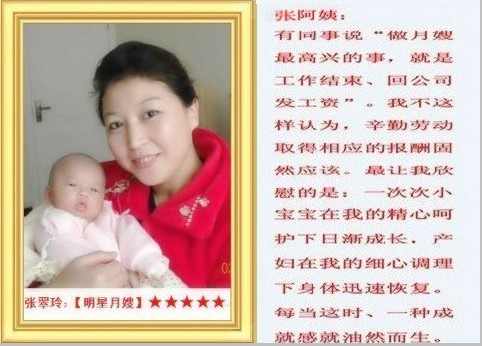 张翠玲:【明星月嫂】★★★★★
张阿姨:
有同事说“做月嫂
最高兴的事,就是
工作结束、回公司
发工资”。我不这
样认为,辛勤劳动
取得相应的报酬固
然应该。最让我欣
慰的是:一次次小
宝宝在我的精心呵
护下日渐成长,产
妇在我的细心调理
下身体迅速恢复。
每当这时、一种成
就感就油然而生。